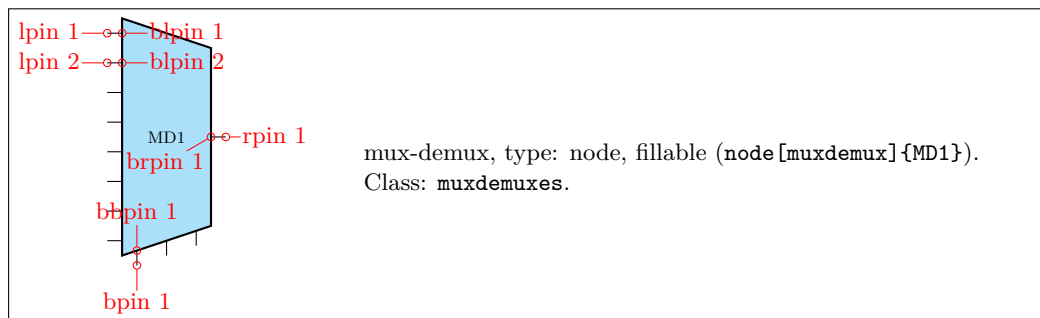 lpin 1
blpin 1
lpin 2
blpin 2
MD1
rpin 1
brpin 1
bbpin 1
bpin 1
mux-demux, type: node, fillable (node[muxdemux]{MD1}).
Class: muxdemuxes.